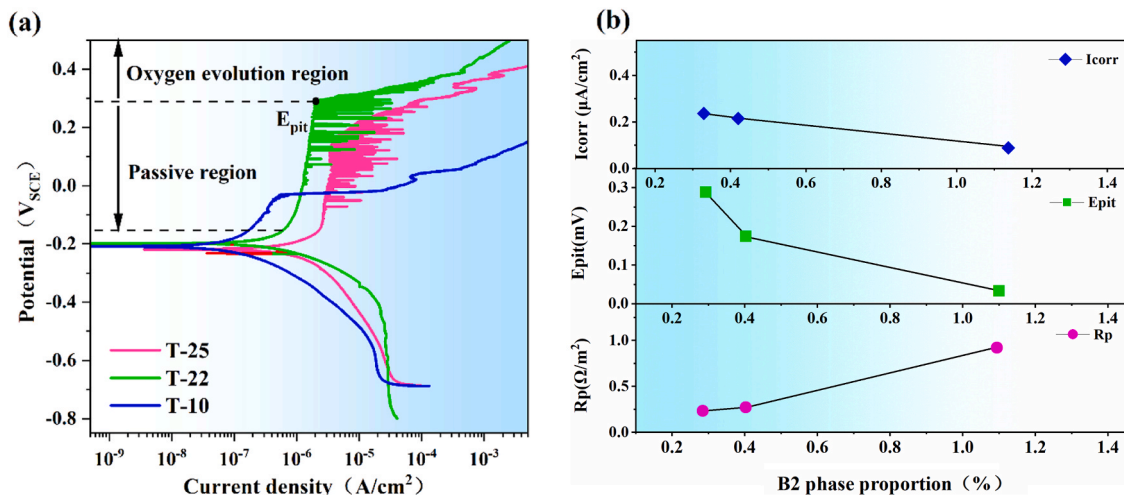 (a)
Oxygen evolution region
E_pit
Passive region
T-25
T-22
T-10
Potential（V_SCE）
0.4
0.2
0.0
-0.2
-0.4
-0.6
-0.8
10⁻⁹ 10⁻⁸ 10⁻⁷ 10⁻⁶ 10⁻⁵ 10⁻⁴ 10⁻³
Current density（A/cm²）
(b)
Icorr (μA/cm²)
0.4
0.2
0.0
Icorr
0.2 0.4 0.6 0.8 1.0 1.2 1.4
Epit(mV)
0.3
0.2
0.1
0.0
Epit
0.2 0.4 0.6 0.8 1.0 1.2 1.4
Rp(Ω/m²)
1.0
0.5
0.0
Rp
0.2 0.4 0.6 0.8 1.0 1.2 1.4
B2 phase proportion（%）